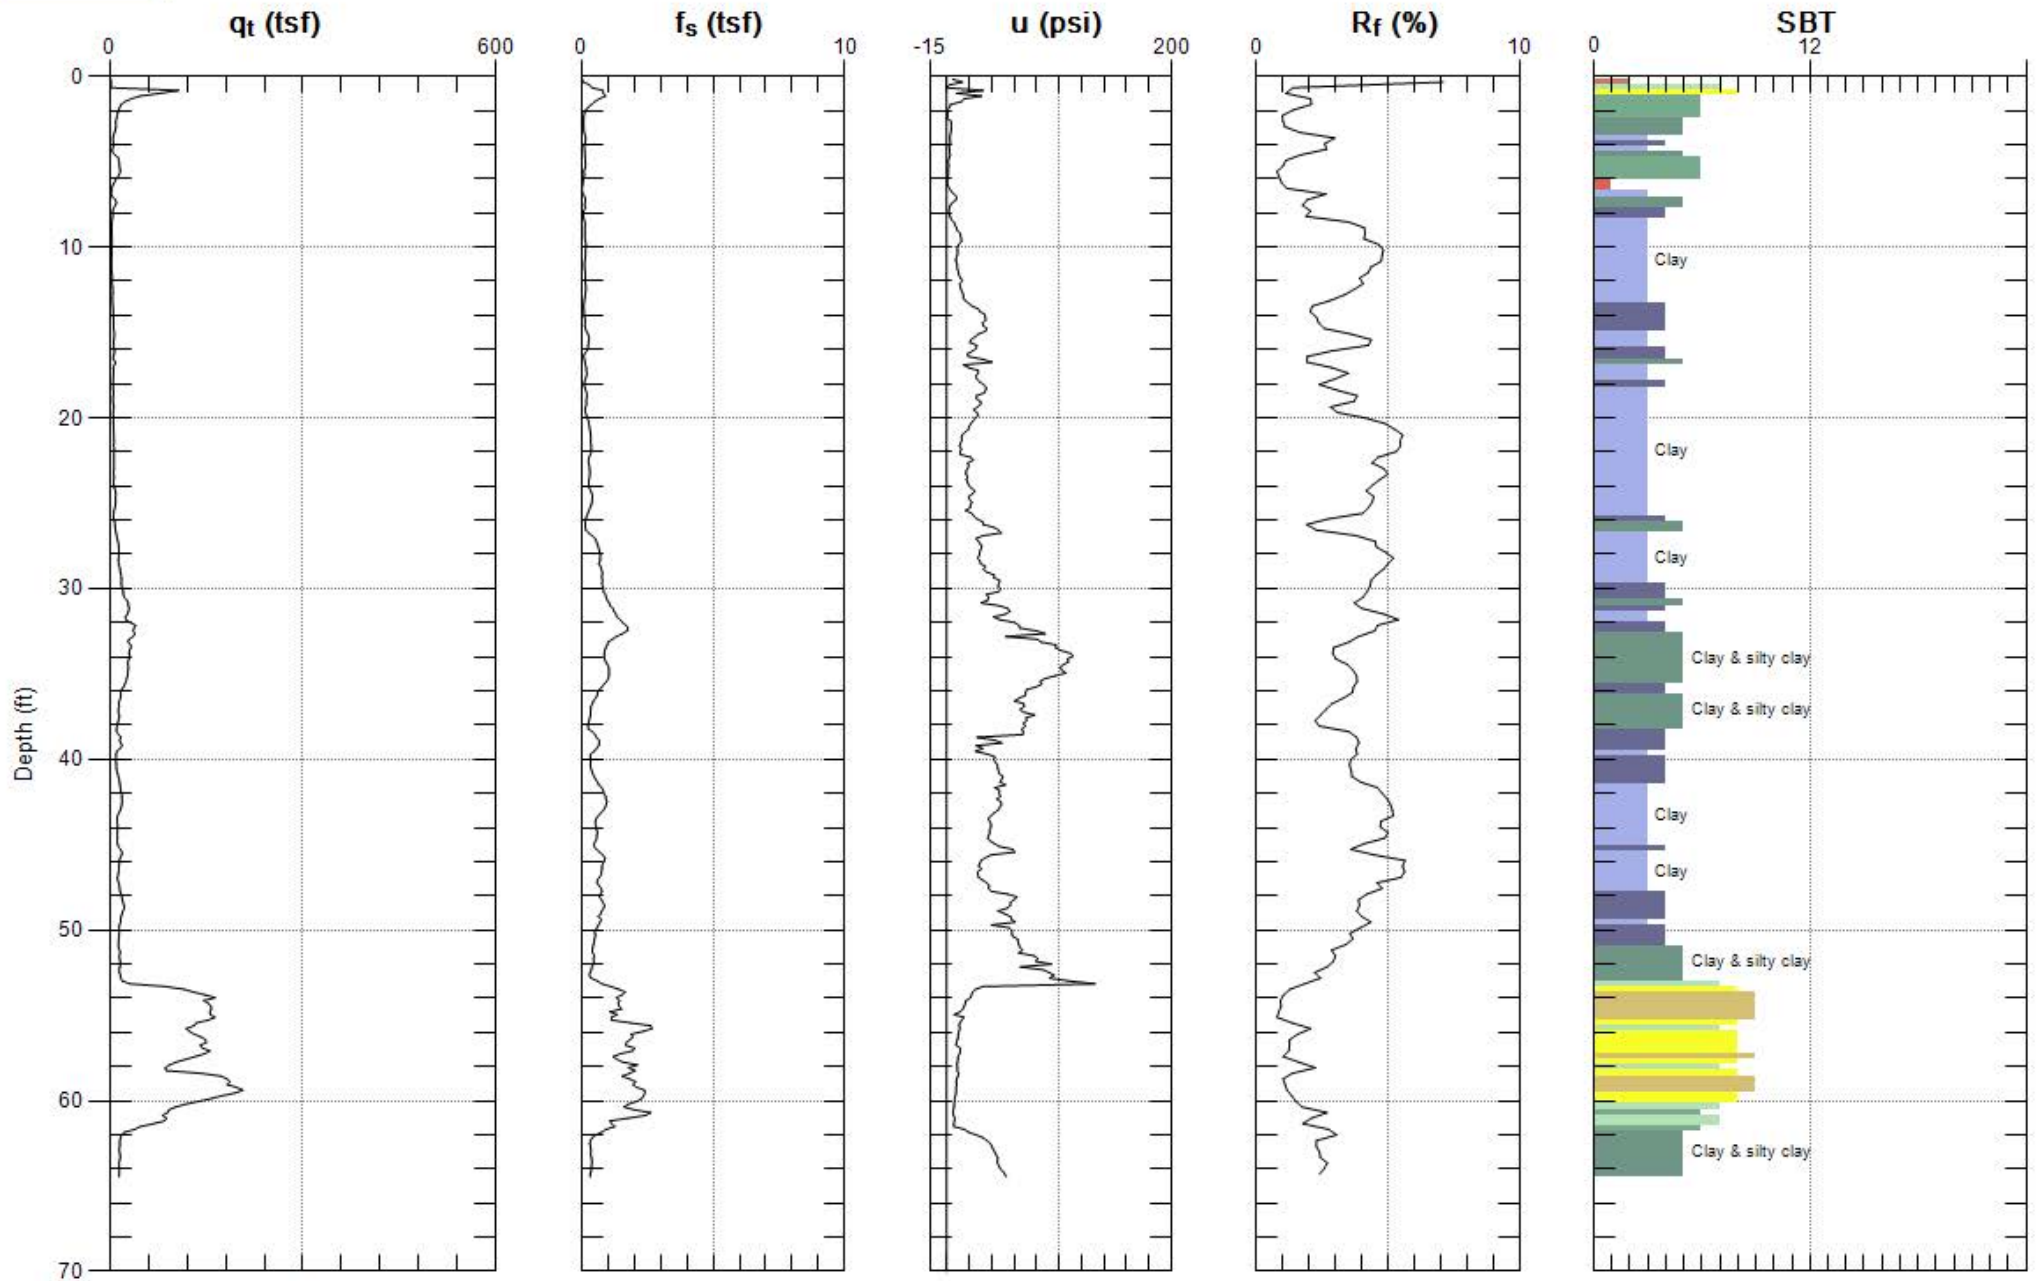 qt (tsf)
fs (tsf)
u (psi)
Rf (%)
SBT
0
600
0
10
-15
200
0
10
0
12
0
10
Clay
20
Clay
Clay
30
Clay & silty clay
Clay & silty clay
Depth (ft)
40
Clay
Clay
50
Clay & silty clay
60
Clay & silty clay
70